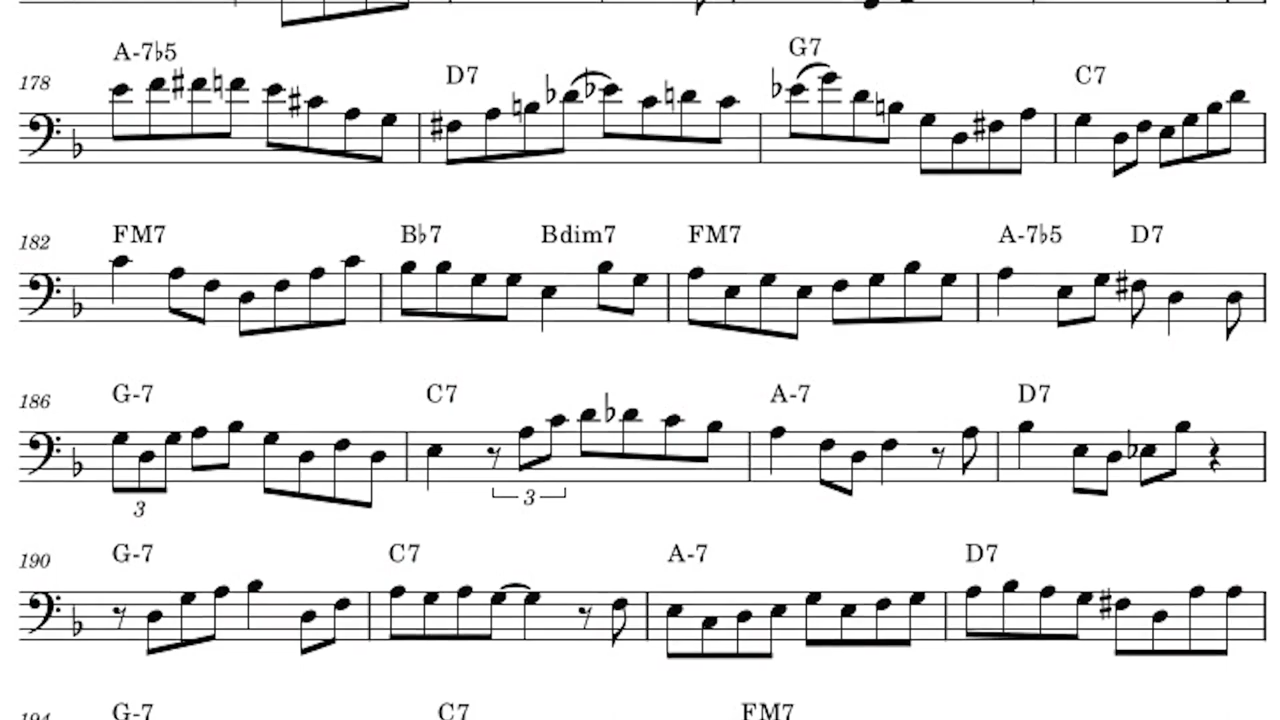 A-7♭5 D7 G7 C7
178
FM7 B♭7 Bdim7 FM7 A-7♭5 D7
182
G-7 C7 A-7 D7
186
3 3
G-7 C7 A-7 D7
190
G-7 C7 FM7
194